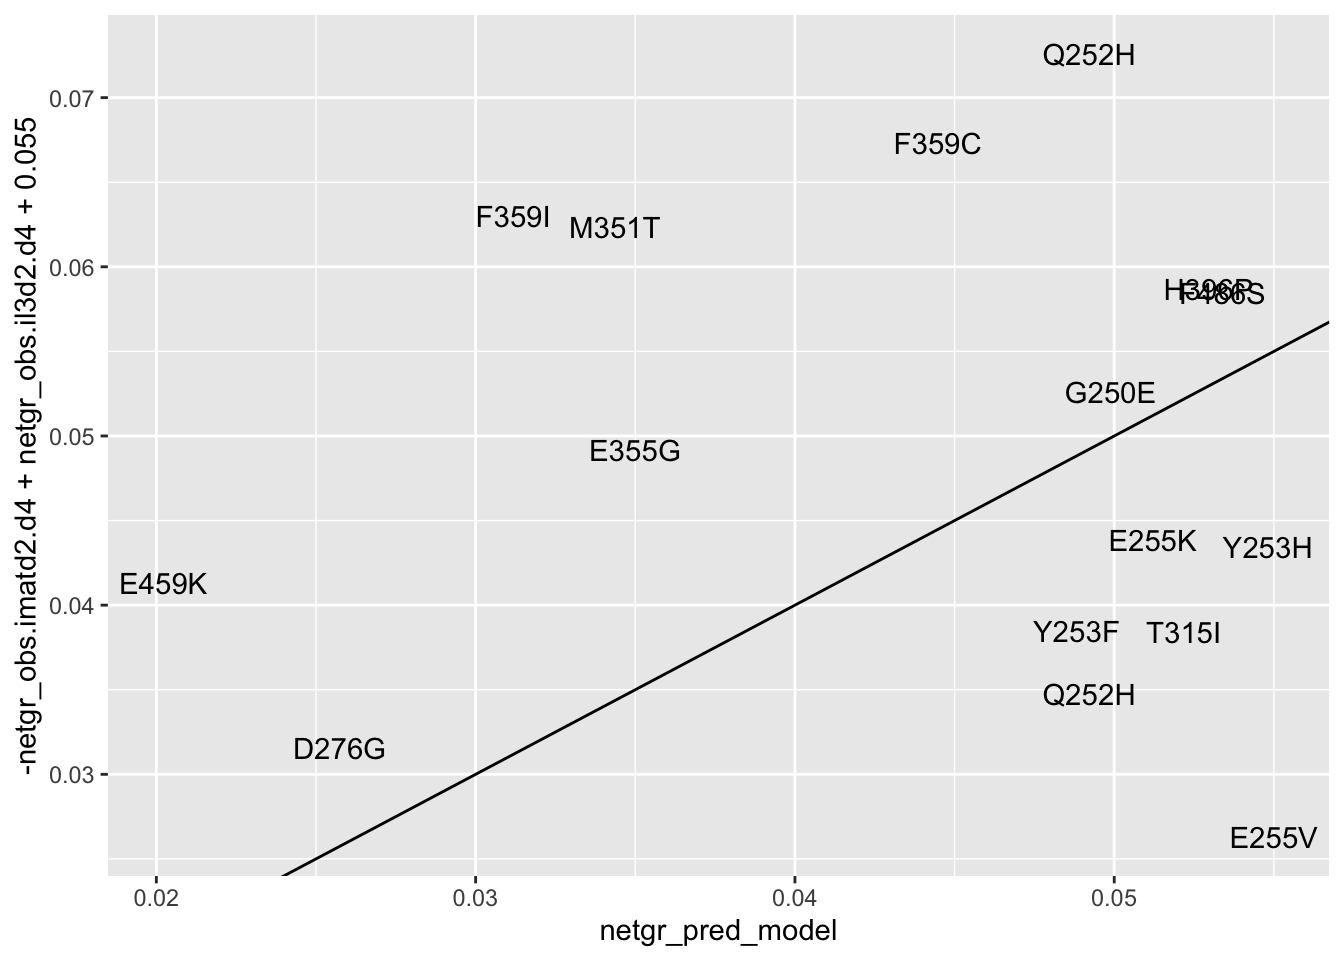 -netgr_obs.imatd2.d4 + netgr_obs.il3d2.d4 + 0.055
0.07
0.06
0.05
0.04
0.03
Q252H
F359C
F359I
M351T
H396P
F486S
G250E
E355G
E255K
Y253H
E459K
Y253F
T315I
Q252H
D276G
E255V
0.02
0.03
0.04
0.05
netgr_pred_model